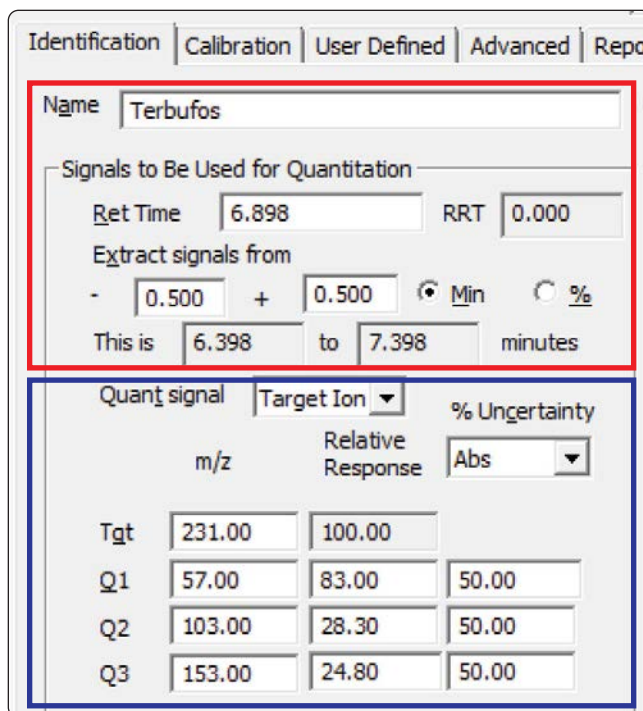 Identification Calibration User Defined Advanced Repo
Name Terbufos
Signals to Be Used for Quantitation
Ret Time 6.898 RRT 0.000
Extract signals from
- 0.500 + 0.500 Min %
This is 6.398 to 7.398 minutes
Quant signal Target Ion % Uncertainty
m/z Relative Response Abs
Tgt 231.00 100.00
Q1 57.00 83.00 50.00
Q2 103.00 28.30 50.00
Q3 153.00 24.80 50.00